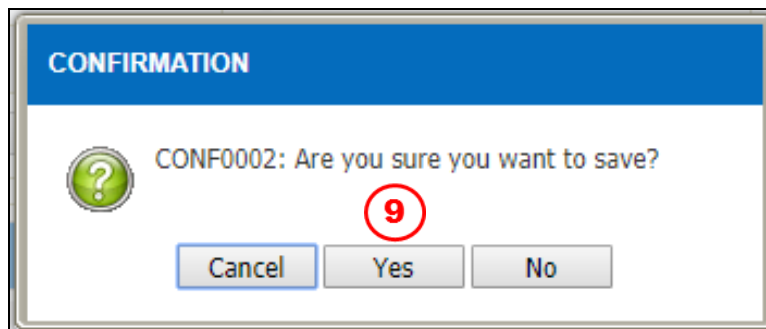 CONFIRMATION
CONF0002: Are you sure you want to save?
9
Cancel Yes No